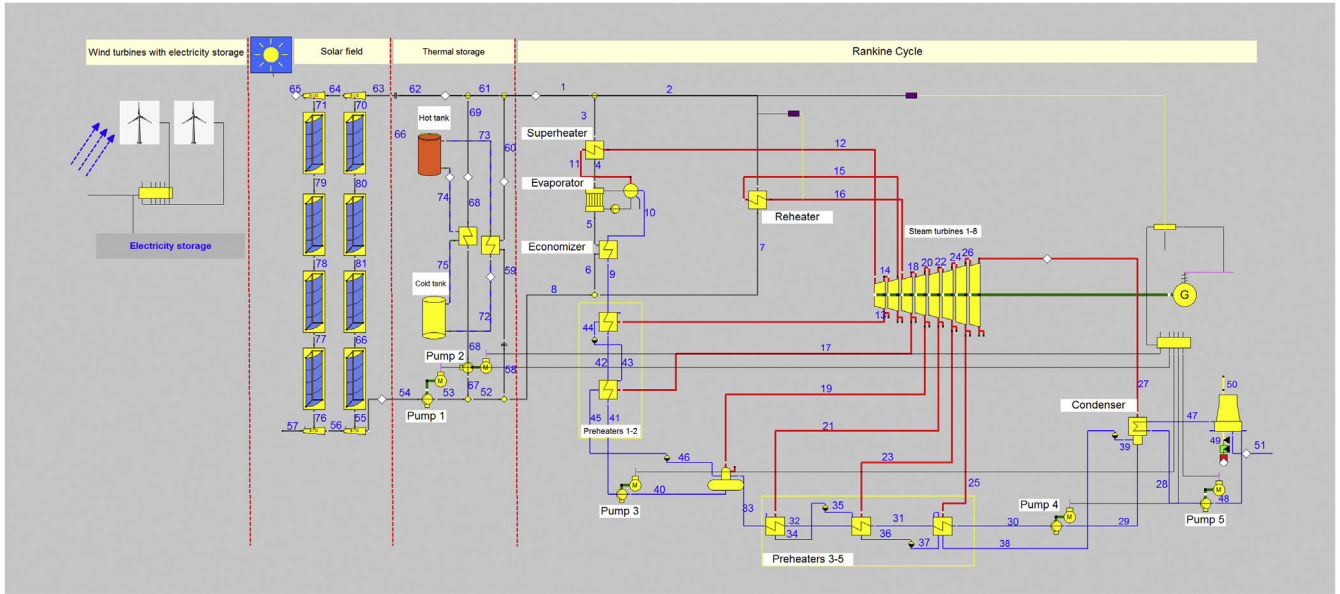 Wind turbines with electricity storage
Solar field
Thermal storage
Rankine Cycle
65 64 63 62 61 1 2
71 70 69
3
Hot tank
66 73 60
Superheater
12
11 4
15
Evaporator
79 80 74 68 10 16
5 Reheater
Electricity storage
Economizer
7
Steam turbines 1-8
78 81 75 59 6 9
14 18 20 22 24 26
Cold tank
8
G
72 13
44
77 66 68
Pump 2
M M
17
67 58 42 43
19
27 50
54 53 52
Pump 1
Condenser
76 55 45 41
57 56
Preheaters 1-2
21
47
49 51
39
46
23
M
40
Pump 3
25 28
M
48
33 35
Pump 4
M
Pump 5
32 31 30 29
34 36 37 38
Preheaters 3-5